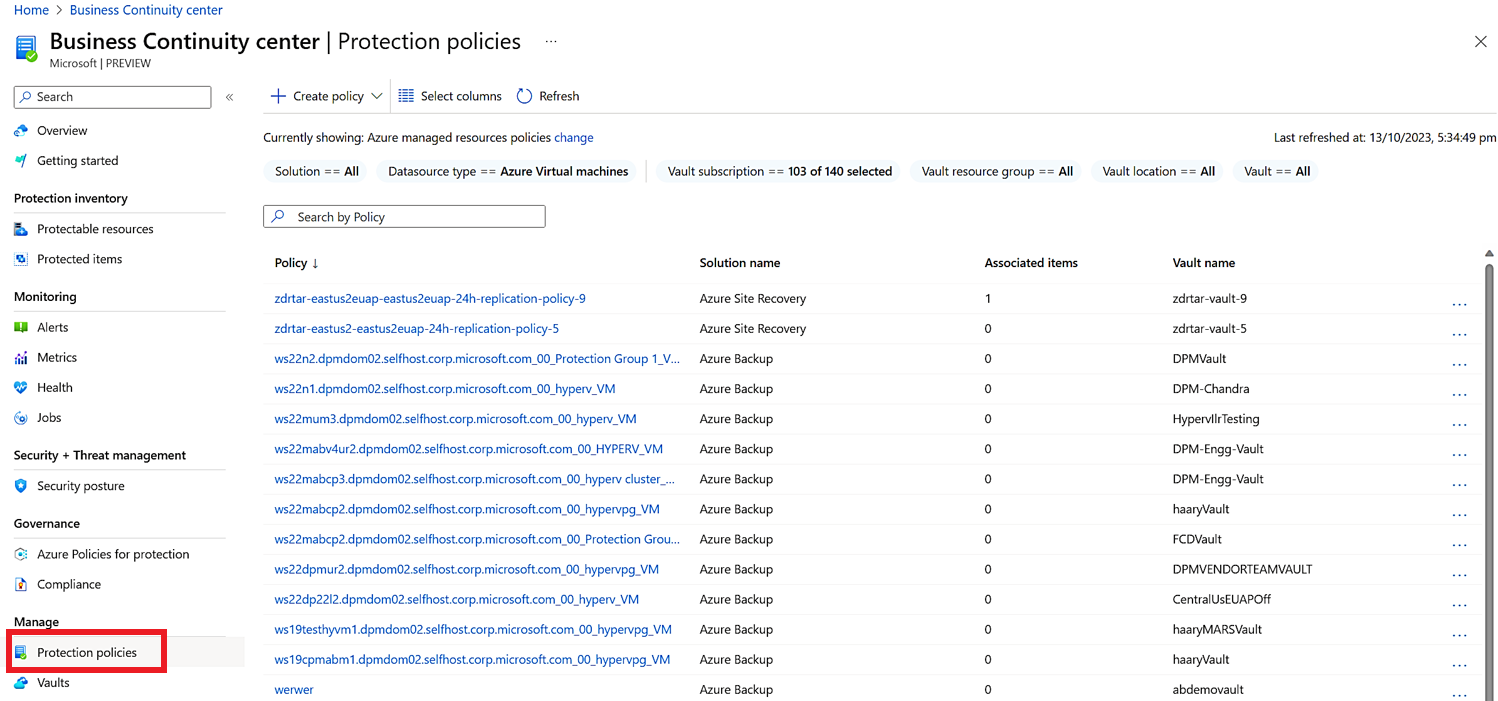 Home > Business Continuity center
Business Continuity center | Protection policies ...
Microsoft | PREVIEW
Search «
Overview
Getting started
Protection inventory
Protectable resources
Protected items
Monitoring
Alerts
Metrics
Health
Jobs
Security + Threat management
Security posture
Governance
Azure Policies for protection
Compliance
Manage
Protection policies
Vaults
Create policy Select columns Refresh
Currently showing: Azure managed resources policies change Last refreshed at: 13/10/2023, 5:34:49 pm
Solution == All Datasource type == Azure Virtual machines Vault subscription == 103 of 140 selected Vault resource group == All Vault location == All Vault == All
Search by Policy
Policy ↓ Solution name Associated items Vault name
zdrtar-eastus2euap-eastus2euap-24h-replication-policy-9 Azure Site Recovery 1 zdrtar-vault-9 ...
zdrtar-eastus2-eastus2euap-24h-replication-policy-5 Azure Site Recovery 0 zdrtar-vault-5 ...
ws22n2.dpmdom02.selfhost.corp.microsoft.com_00_Protection Group 1_V... Azure Backup 0 DPMVault ...
ws22n1.dpmdom02.selfhost.corp.microsoft.com_00_hyperv_VM Azure Backup 0 DPM-Chandra ...
ws22mum3.dpmdom02.selfhost.corp.microsoft.com_00_hyperv_VM Azure Backup 0 HypervIlrTesting ...
ws22mabv4ur2.dpmdom02.selfhost.corp.microsoft.com_00_HYPERV_VM Azure Backup 0 DPM-Engg-Vault ...
ws22mabcp3.dpmdom02.selfhost.corp.microsoft.com_00_hyperv cluster_... Azure Backup 0 DPM-Engg-Vault ...
ws22mabcp2.dpmdom02.selfhost.corp.microsoft.com_00_hypervpg_VM Azure Backup 0 haaryVault ...
ws22mabcp2.dpmdom02.selfhost.corp.microsoft.com_00_Protection Grou... Azure Backup 0 FCDVault ...
ws22dpmur2.dpmdom02.selfhost.corp.microsoft.com_00_hypervpg_VM Azure Backup 0 DPMVENDORTEAMVAULT ...
ws22dp22l2.dpmdom02.selfhost.corp.microsoft.com_00_hyperv_VM Azure Backup 0 CentralUsEUAPOff ...
ws19testhyvm1.dpmdom02.selfhost.corp.microsoft.com_00_hypervpg_VM Azure Backup 0 haaryMARSVault ...
ws19cpmabm1.dpmdom02.selfhost.corp.microsoft.com_00_hypervpg_VM Azure Backup 0 haaryVault ...
werwer Azure Backup 0 abdemovault ...